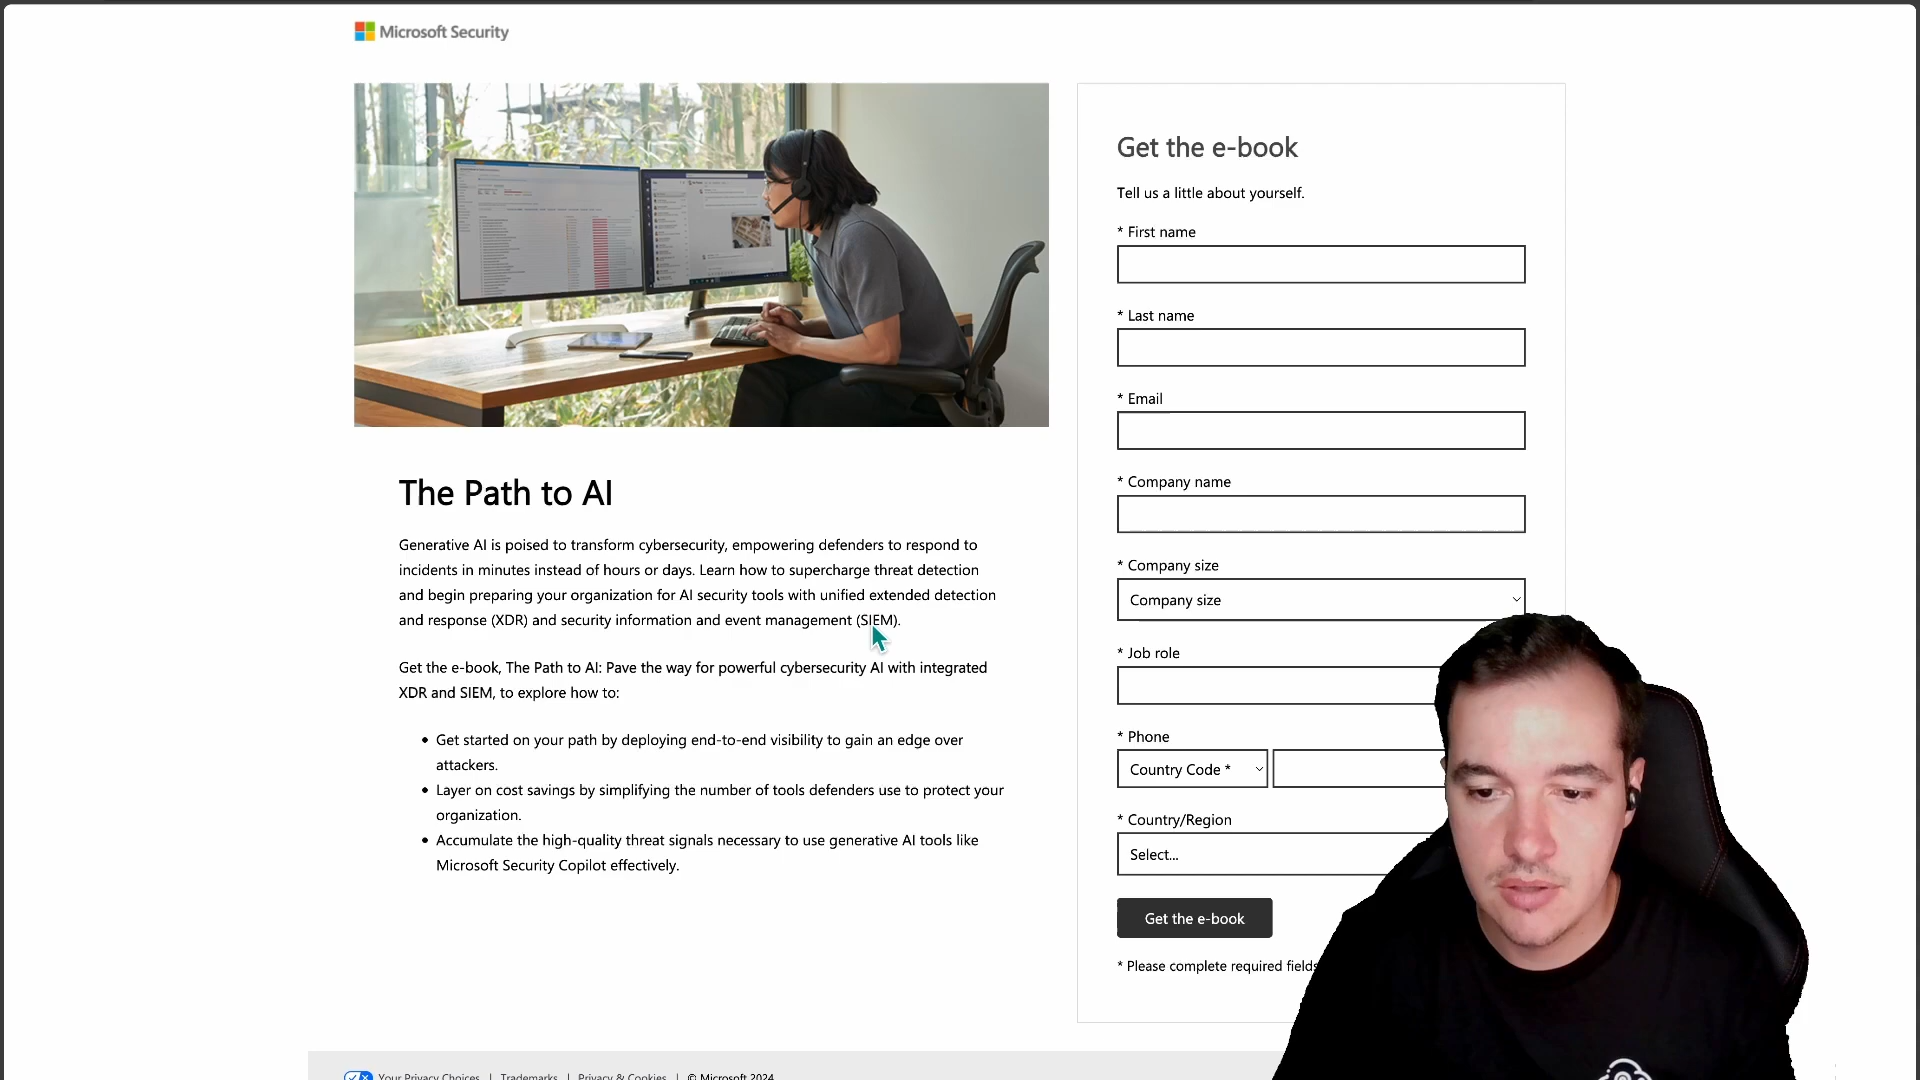 Microsoft Security
Get the e-book
Tell us a little about yourself.
* First name
* Last name
* Email
* Company name
* Company size
Company size
* Job role
* Phone
Country Code *
* Country/Region
Select...
Get the e-book
* Please complete required fields
The Path to AI
Generative AI is poised to transform cybersecurity, empowering defenders to respond to
incidents in minutes instead of hours or days. Learn how to supercharge threat detection
and begin preparing your organization for AI security tools with unified extended detection
and response (XDR) and security information and event management (SIEM).
Get the e-book, The Path to AI: Pave the way for powerful cybersecurity AI with integrated
XDR and SIEM, to explore how to:
• Get started on your path by deploying end-to-end visibility to gain an edge over
attackers.
• Layer on cost savings by simplifying the number of tools defenders use to protect your
organization.
• Accumulate the high-quality threat signals necessary to use generative AI tools like
Microsoft Security Copilot effectively.
Your Privacy Choices | Trademarks | Privacy & Cookies | © Microsoft 2024